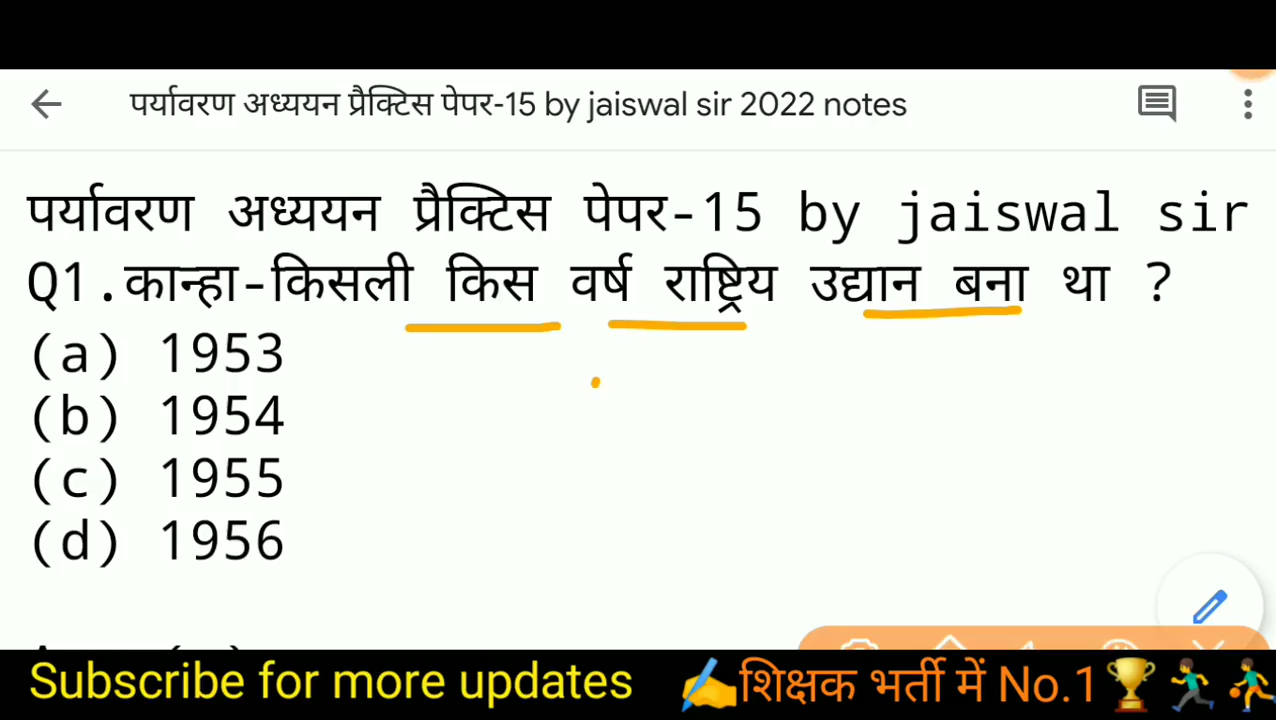 पर्यावरण अध्ययन प्रैक्टिस पेपर-15 by jaiswal sir 2022 notes
पर्यावरण अध्ययन प्रैक्टिस पेपर-15 by jaiswal sir
Q1.कान्हा-किसली किस वर्ष राष्ट्रिय उद्यान बना था ?
(a) 1953
(b) 1954
(c) 1955
(d) 1956
Subscribe for more updates ✍शिक्षक भर्ती में No.1🏆🏃‍♂️⛹️‍♂️